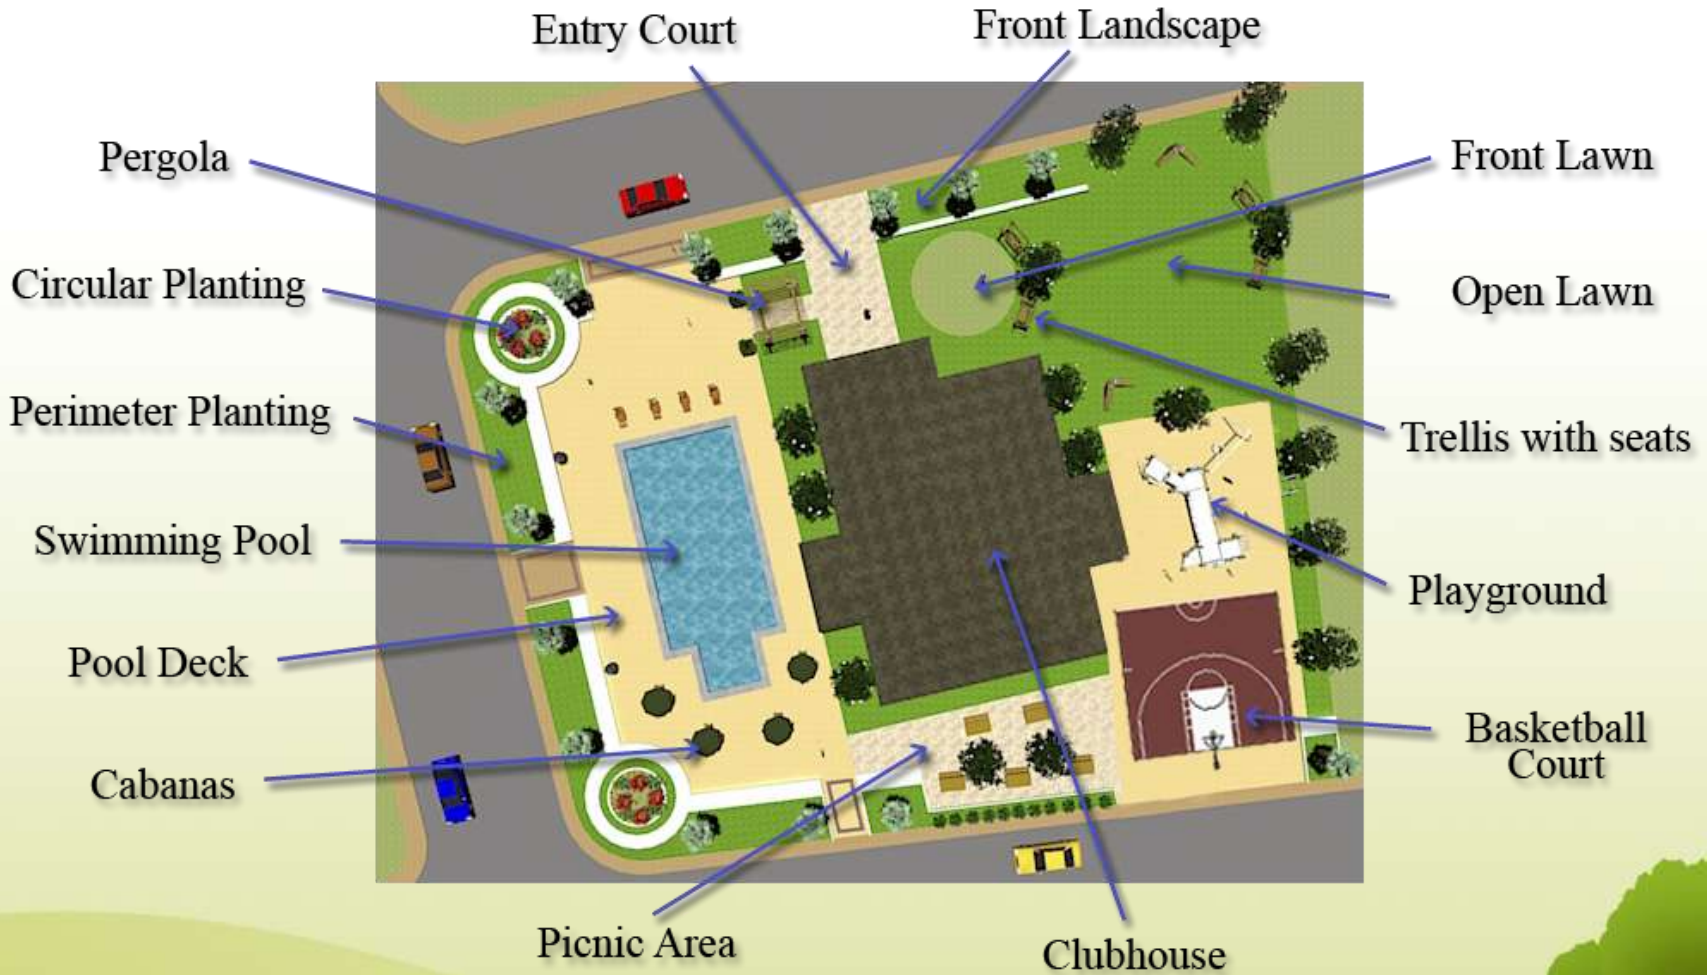 Entry Court
Front Landscape
Pergola
Front Lawn
Circular Planting
Open Lawn
Perimeter Planting
Trellis with seats
Swimming Pool
Playground
Pool Deck
Basketball
Court
Cabanas
Picnic Area
Clubhouse